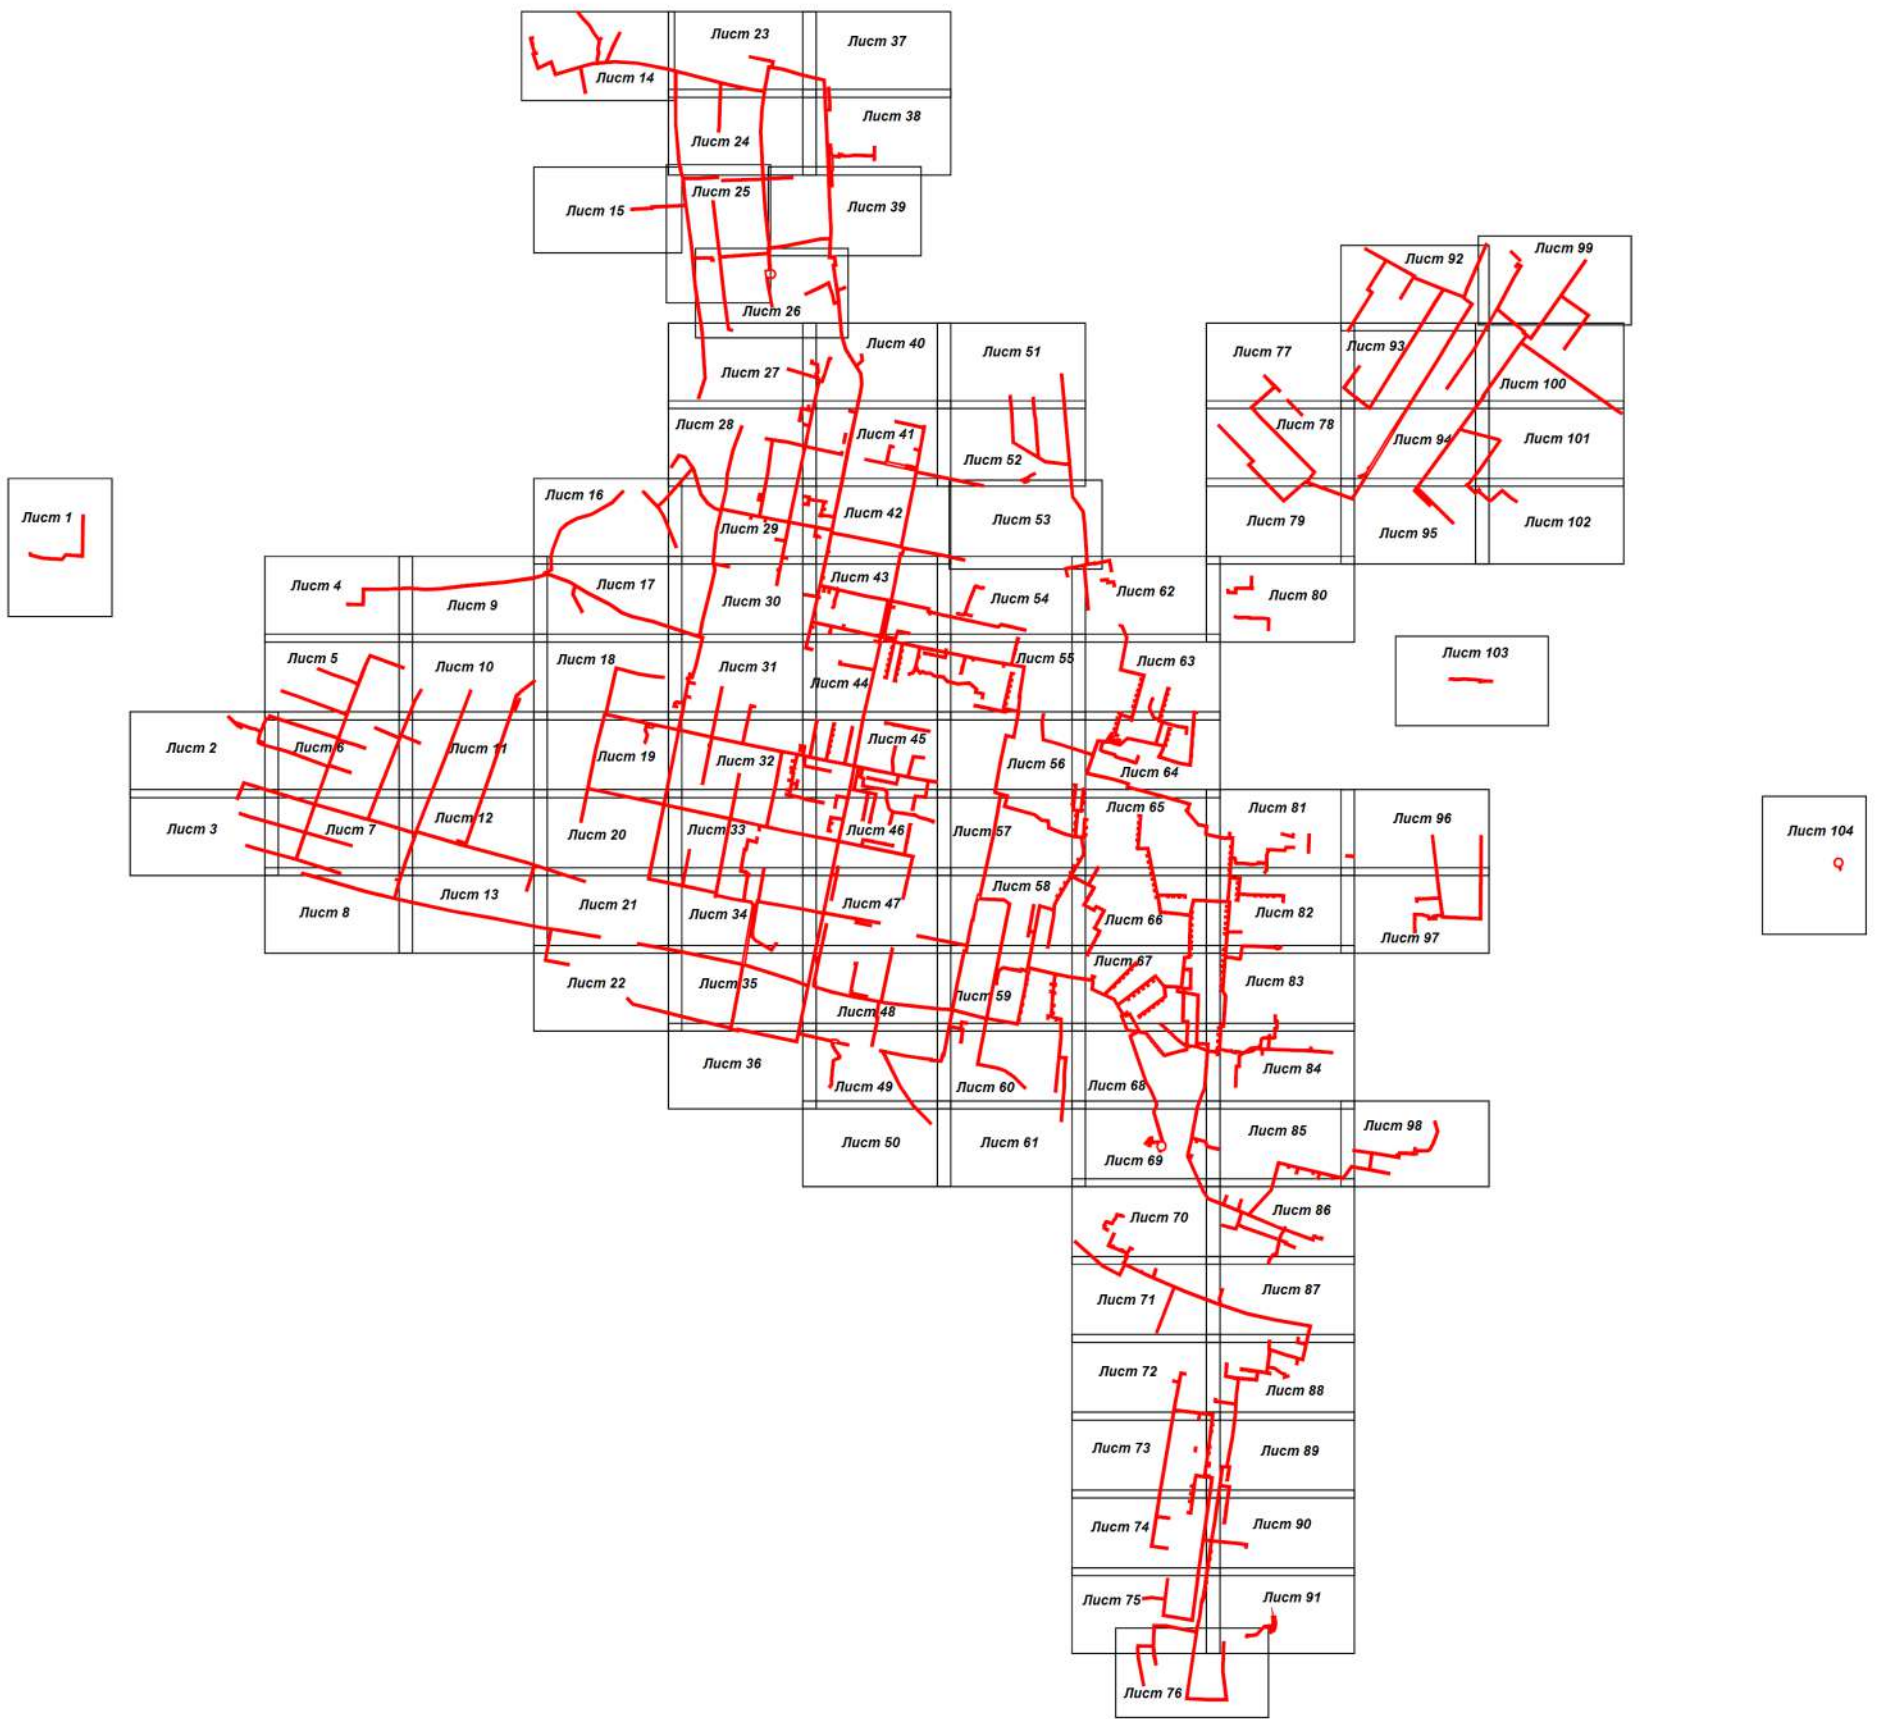 Лист 1
Лист 2
Лист 3
Лист 4
Лист 5
Лист 6
Лист 7
Лист 8
Лист 9
Лист 10
Лист 11
Лист 12
Лист 13
Лист 14
Лист 15
Лист 16
Лист 17
Лист 18
Лист 19
Лист 20
Лист 21
Лист 22
Лист 23
Лист 24
Лист 25
Лист 26
Лист 27
Лист 28
Лист 29
Лист 30
Лист 31
Лист 32
Лист 33
Лист 34
Лист 35
Лист 36
Лист 37
Лист 38
Лист 39
Лист 40
Лист 41
Лист 42
Лист 43
Лист 44
Лист 45
Лист 46
Лист 47
Лист 48
Лист 49
Лист 50
Лист 51
Лист 52
Лист 53
Лист 54
Лист 55
Лист 56
Лист 57
Лист 58
Лист 59
Лист 60
Лист 61
Лист 62
Лист 63
Лист 64
Лист 65
Лист 66
Лист 67
Лист 68
Лист 69
Лист 70
Лист 71
Лист 72
Лист 73
Лист 74
Лист 75
Лист 76
Лист 77
Лист 78
Лист 79
Лист 80
Лист 81
Лист 82
Лист 83
Лист 84
Лист 85
Лист 86
Лист 87
Лист 88
Лист 89
Лист 90
Лист 91
Лист 92
Лист 93
Лист 94
Лист 95
Лист 96
Лист 97
Лист 98
Лист 99
Лист 100
Лист 101
Лист 102
Лист 103
Лист 104